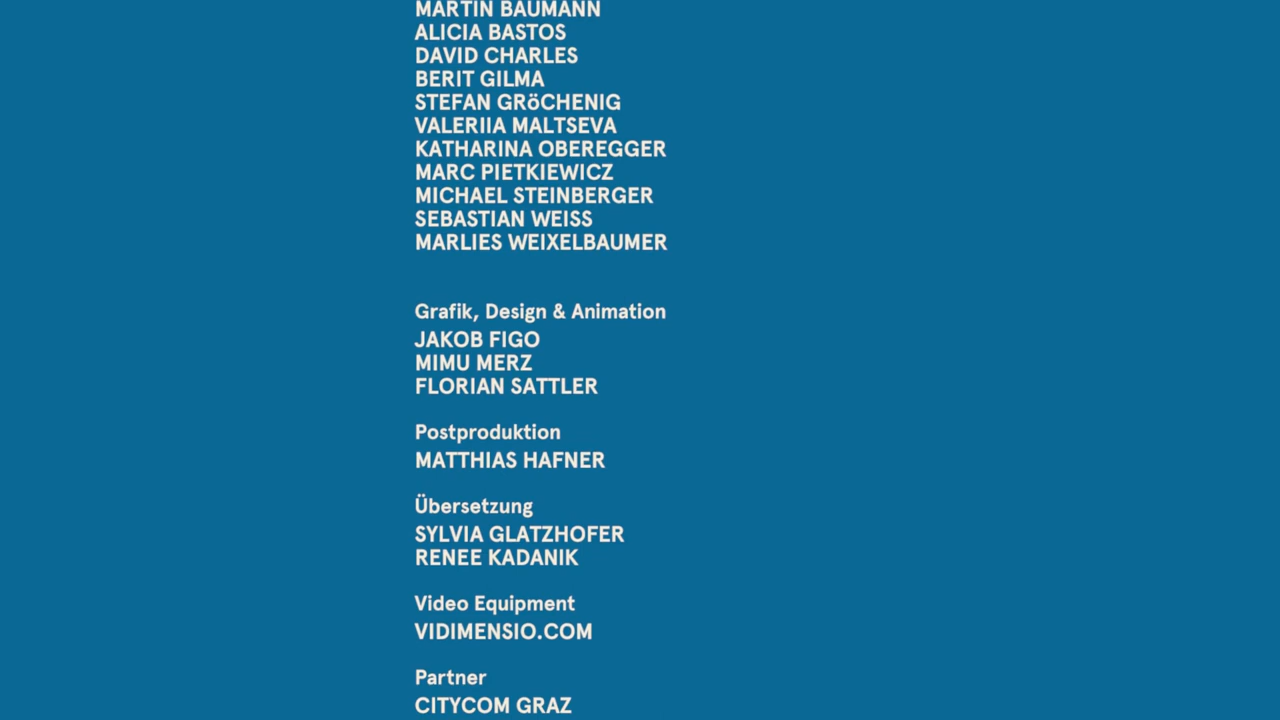 MARTIN BAUMANN
ALICIA BASTOS
DAVID CHARLES
BERIT GILMA
STEFAN GRöCHENIG
VALERIIA MALTSEVA
KATHARINA OBEREGGER
MARC PIETKIEWICZ
MICHAEL STEINBERGER
SEBASTIAN WEISS
MARLIES WEIXELBAUMER
Grafik, Design & Animation
JAKOB FIGO
MIMU MERZ
FLORIAN SATTLER
Postproduktion
MATTHIAS HAFNER
Übersetzung
SYLVIA GLATZHOFER
RENEE KADANIK
Video Equipment
VIDIMENSIO.COM
Partner
CITYCOM GRAZ